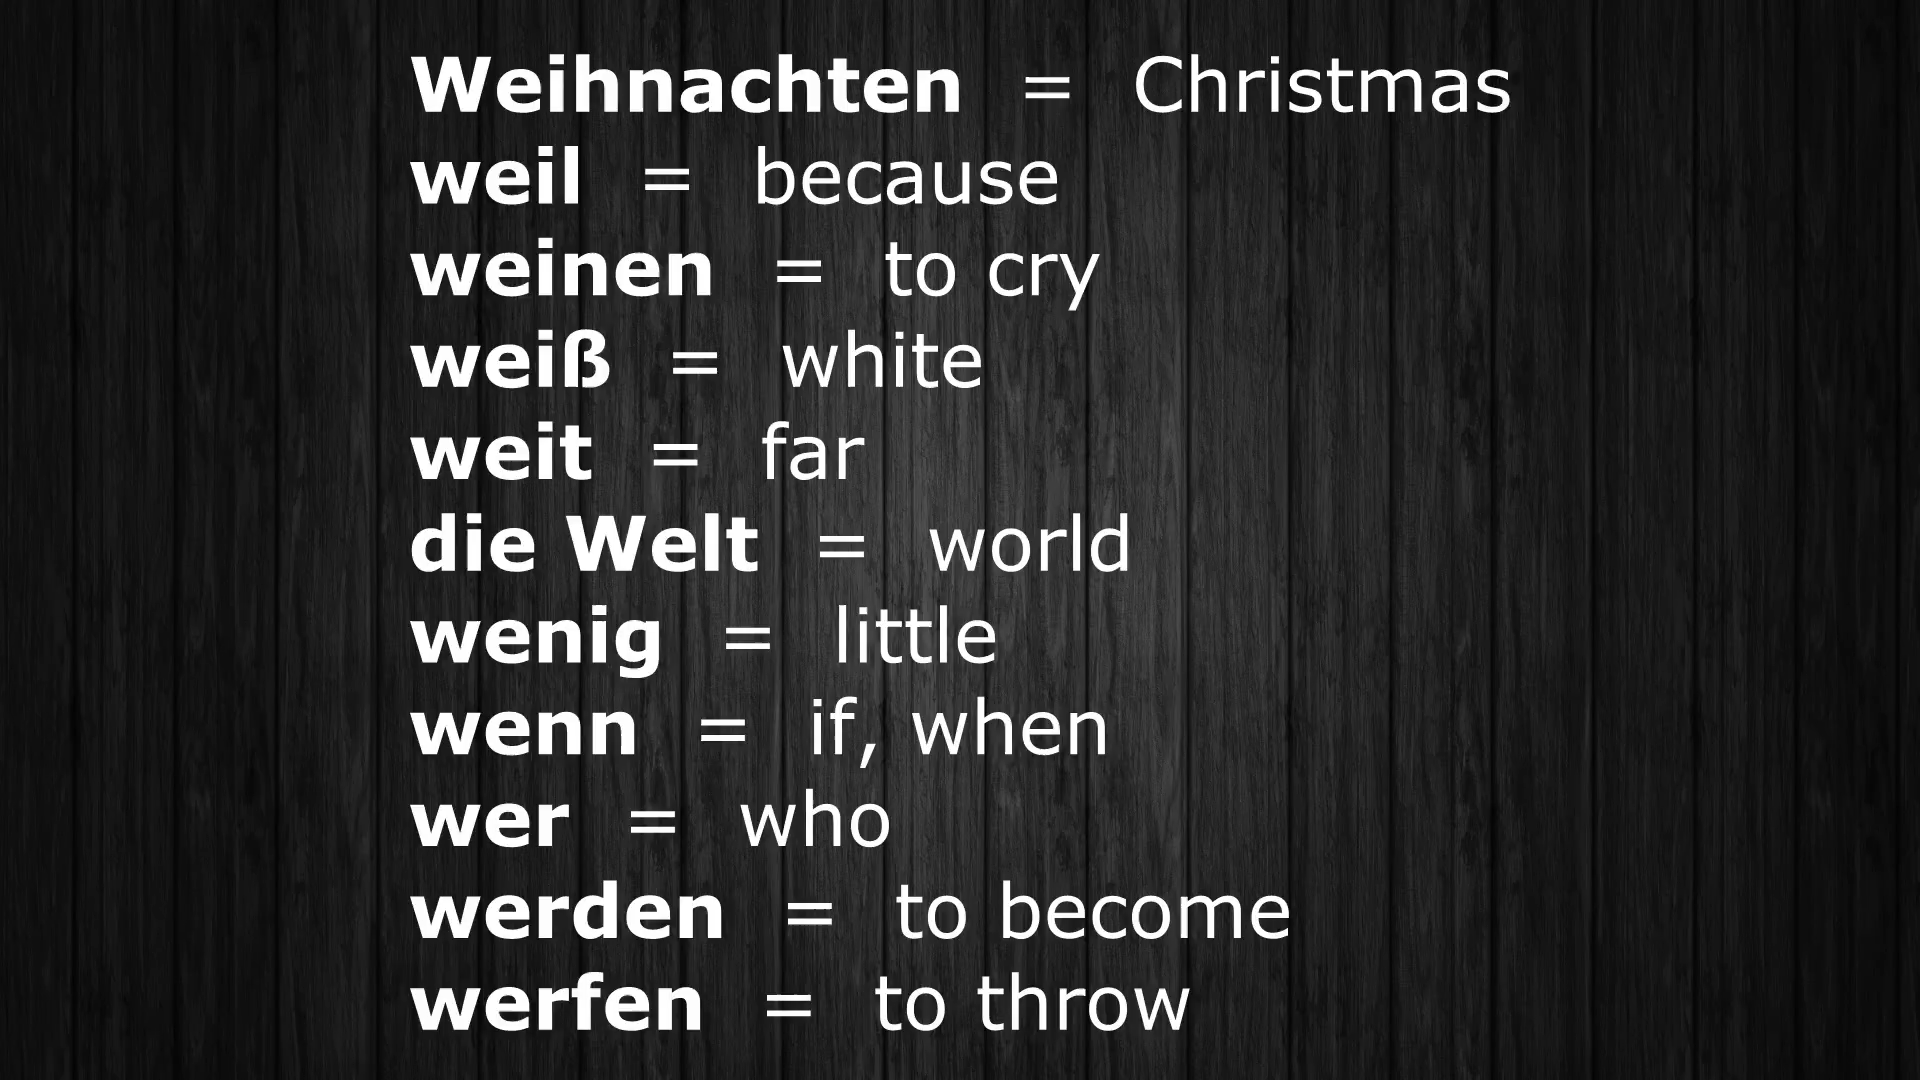 Weihnachten = Christmas
weil = because
weinen = to cry
weiß = white
weit = far
die Welt = world
wenig = little
wenn = if, when
wer = who
werden = to become
werfen = to throw